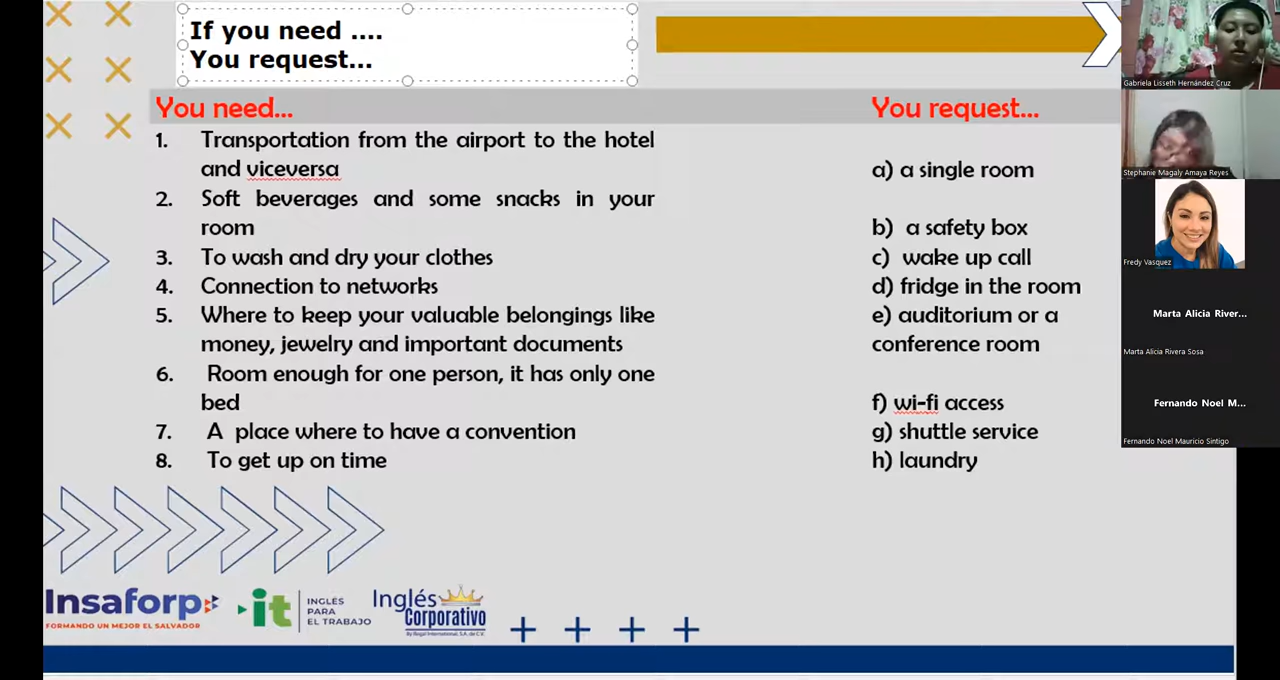 If you need ....
You request...
You need...
You request...
1. Transportation from the airport to the hotel
and viceversa
2. Soft beverages and some snacks in your
room
3. To wash and dry your clothes
4. Connection to networks
5. Where to keep your valuable belongings like
money, jewelry and important documents
6. Room enough for one person, it has only one
bed
7. A place where to have a convention
8. To get up on time
a) a single room
b) a safety box
c) wake up call
d) fridge in the room
e) auditorium or a
conference room
f) wi-fi access
g) shuttle service
h) laundry
Gabriela Lisseth Hernández Cruz
Stephanie Magaly Amaya Reyes
Fredy Vasquez
Marta Alicia River...
Marta Alicia Rivera Sosa
Fernando Noel M...
Fernando Noel Mauricio Sintigo
Insaforp
FORMANDO UN MEJOR EL SALVADOR
it
INGLÉS
PARA
EL TRABAJO
Inglés
Corporativo
By Regal International, S.A. de C.V.